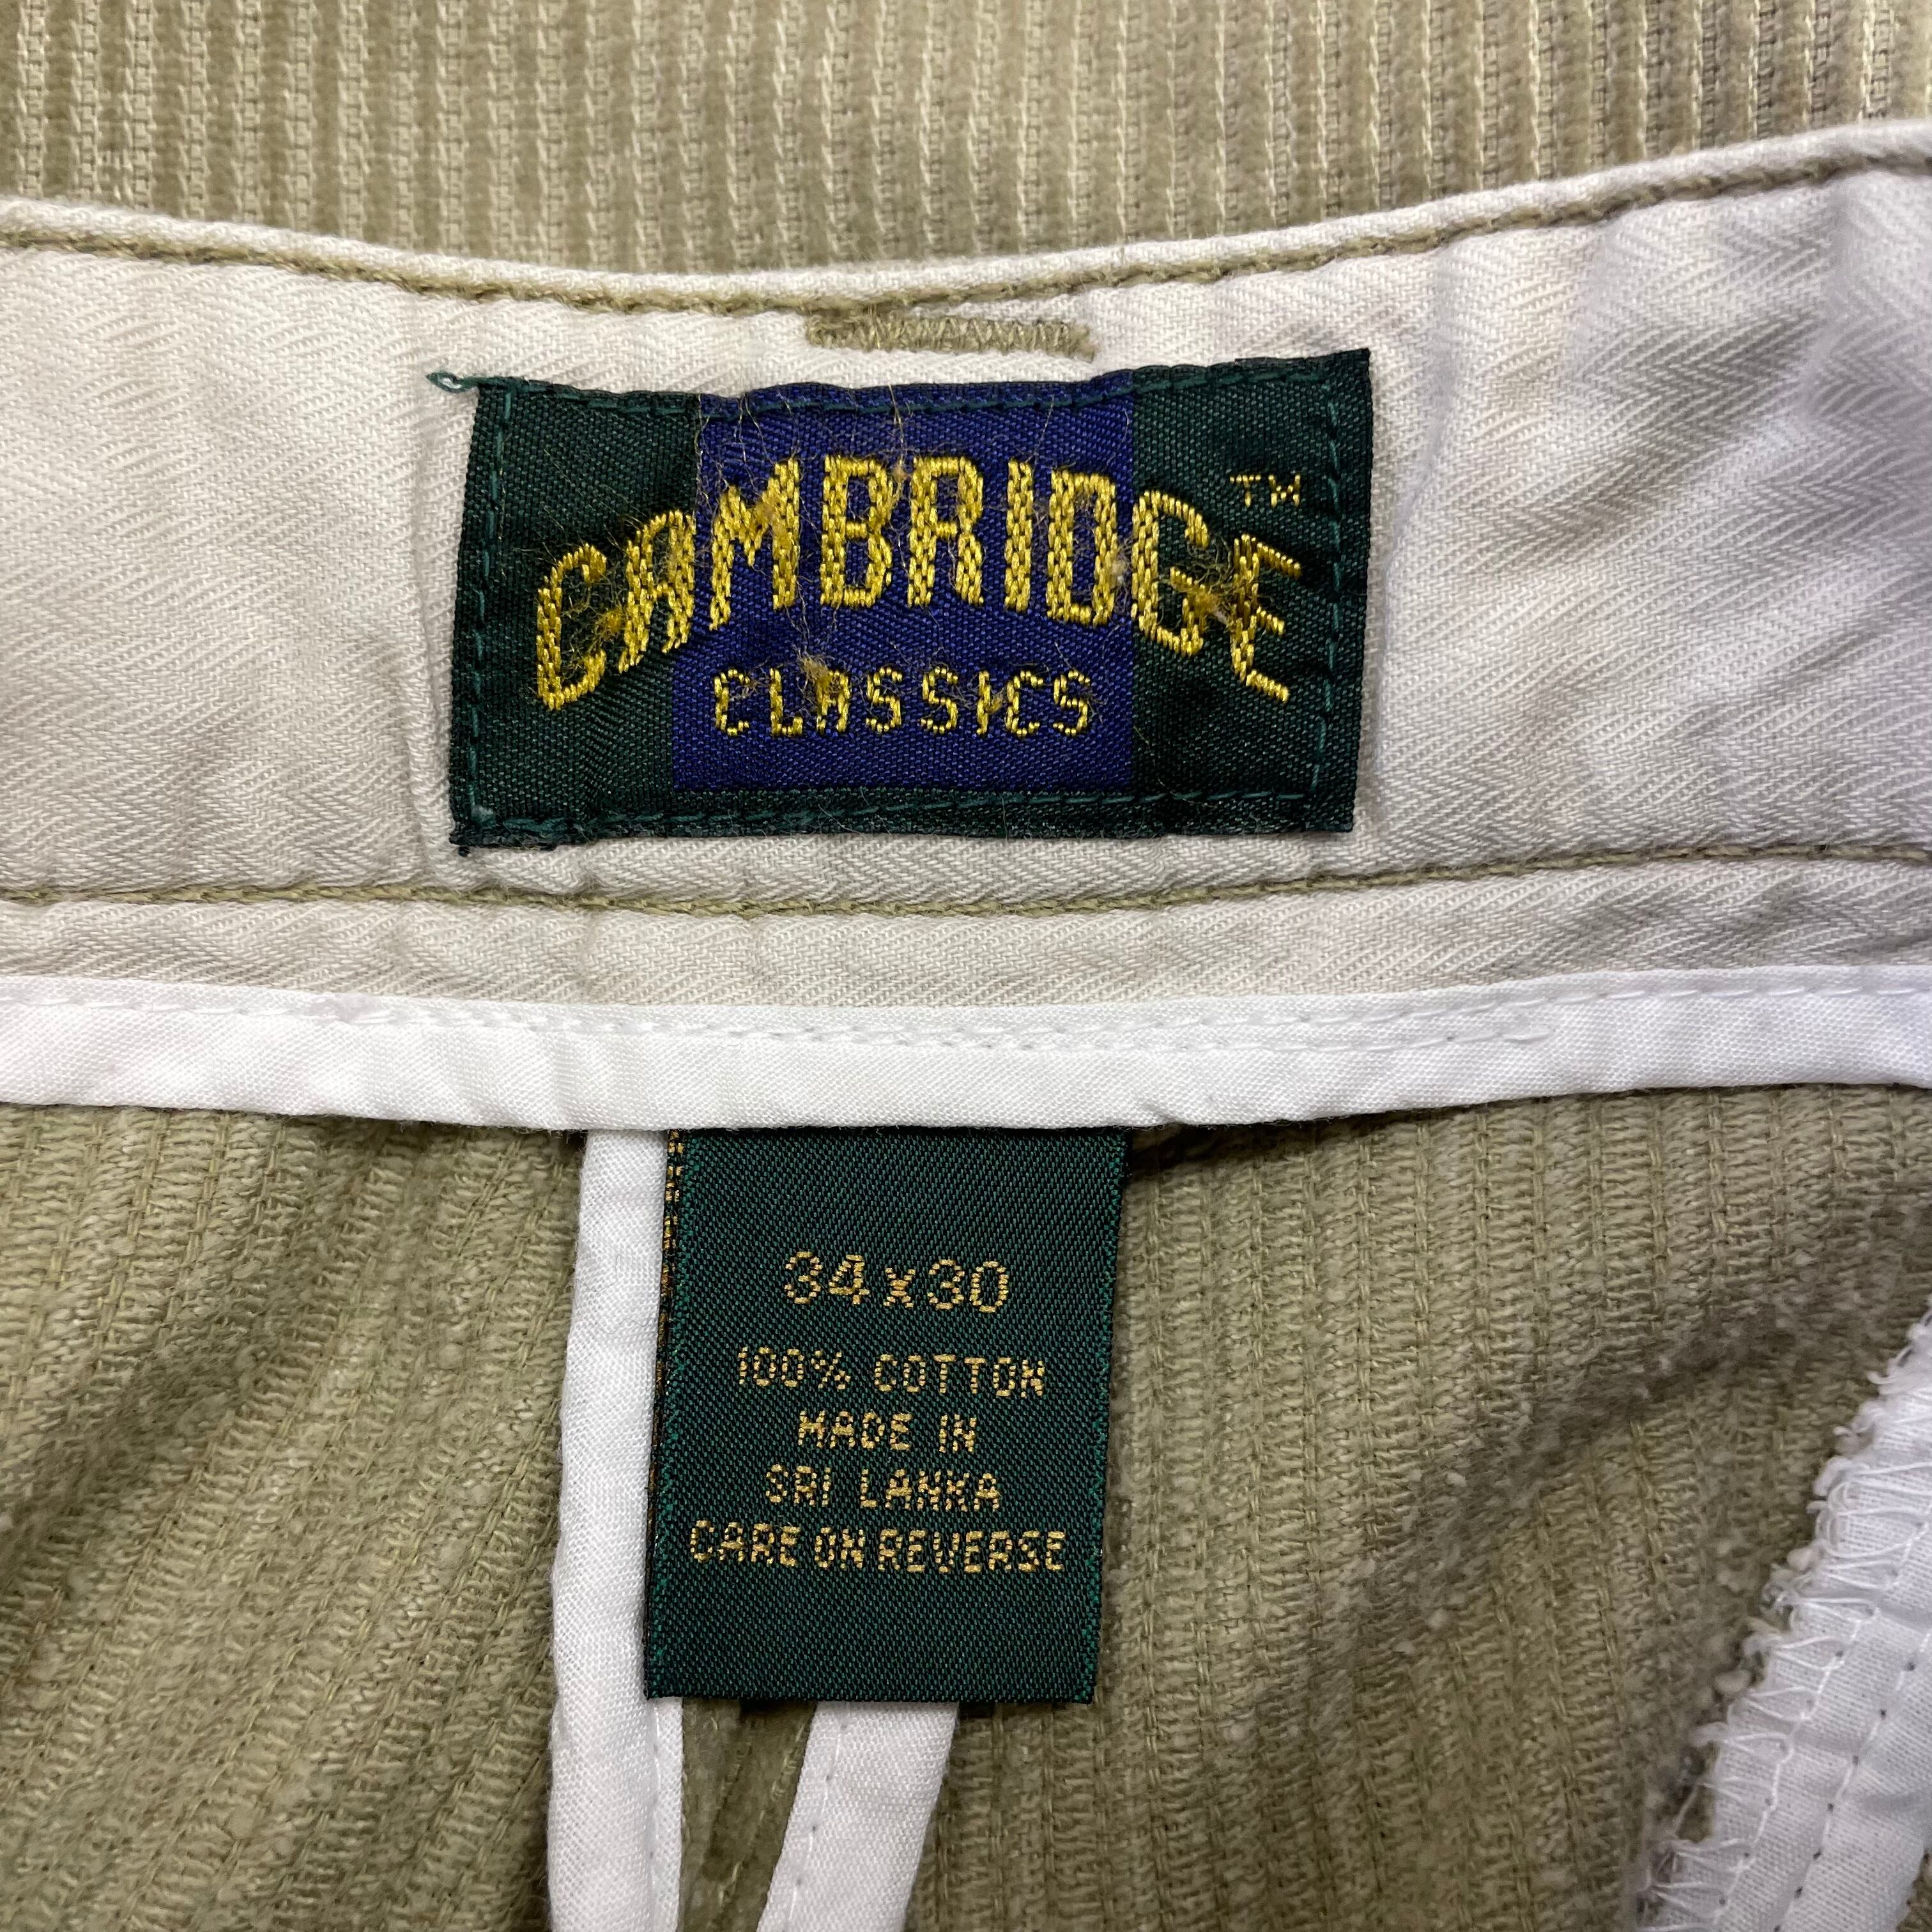 CAMBRIDGE™
CLASSICS
34x30
100% COTTON
MADE IN
SRI LANKA
CARE ON REVERSE